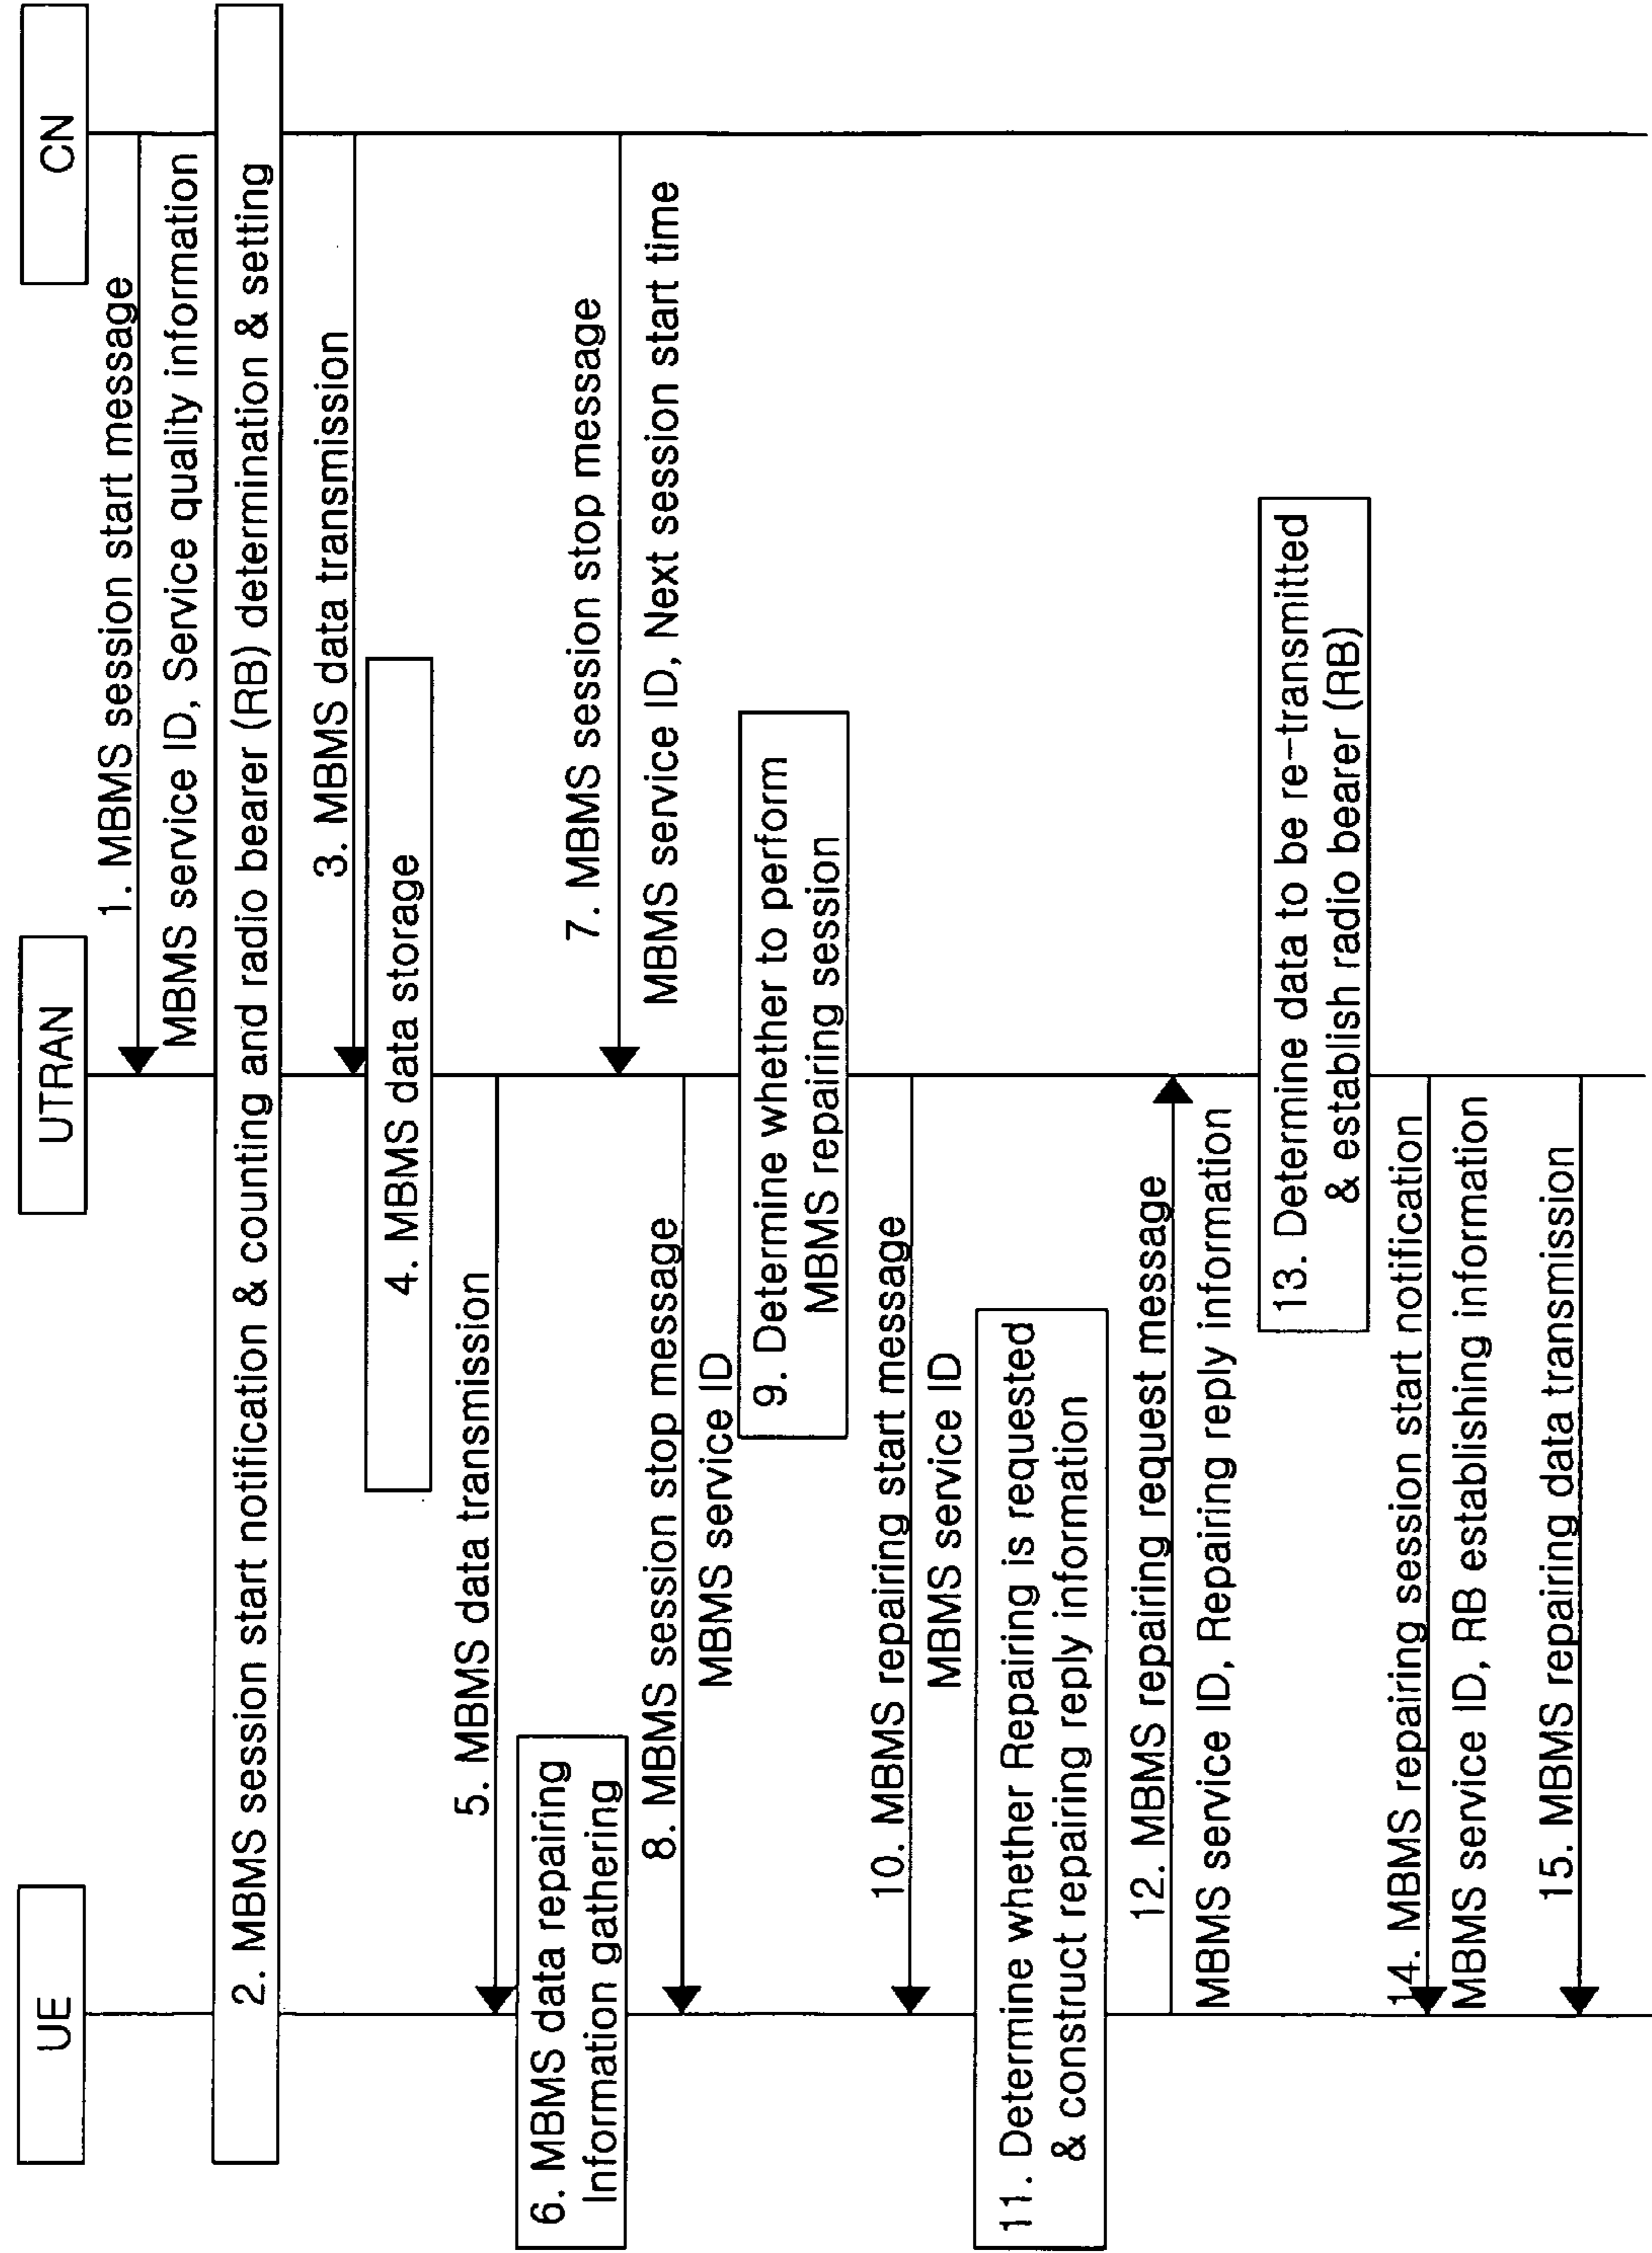 UE
UTRAN
CN
1. MBMS session start message
MBMS service ID, Service quality information
2. MBMS session start notification & counting and radio bearer (RB) determination & setting
3. MBMS data transmission
4. MBMS data storage
5. MBMS data transmission
6. MBMS data repairing
Information gathering
7. MBMS session stop message
MBMS service ID, Next session start time
8. MBMS session stop message
MBMS service ID
9. Determine whether to perform
MBMS repairing session
10. MBMS repairing start message
MBMS service ID
11. Determine whether Repairing is requested
& construct repairing reply information
12. MBMS repairing request message
MBMS service ID, Repairing reply information
13. Determine data to be re-transmitted
& establish radio bearer (RB)
14. MBMS repairing session start notification
MBMS service ID, RB establishing information
15. MBMS repairing data transmission